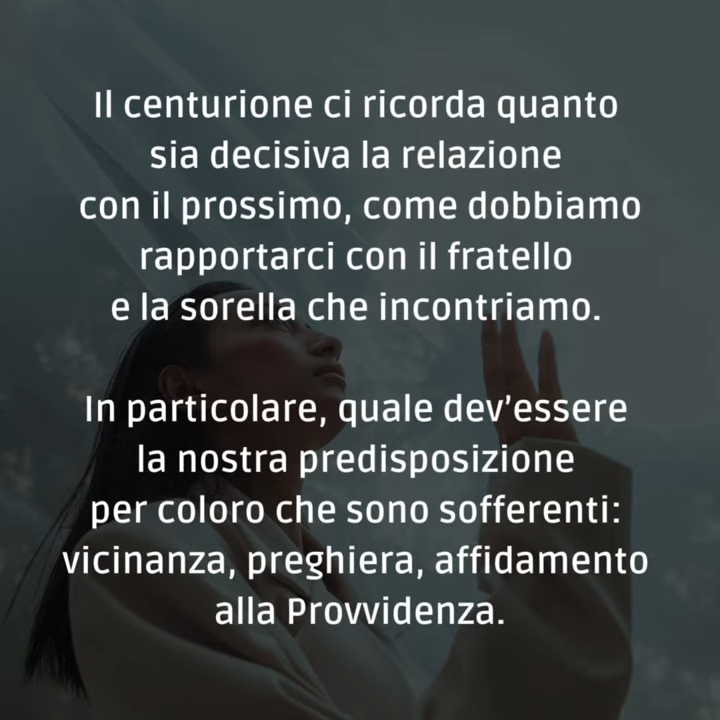 Il centurione ci ricorda quanto
sia decisiva la relazione
con il prossimo, come dobbiamo
rapportarci con il fratello
e la sorella che incontriamo.
In particolare, quale dev’essere
la nostra predisposizione
per coloro che sono sofferenti:
vicinanza, preghiera, affidamento
alla Provvidenza.